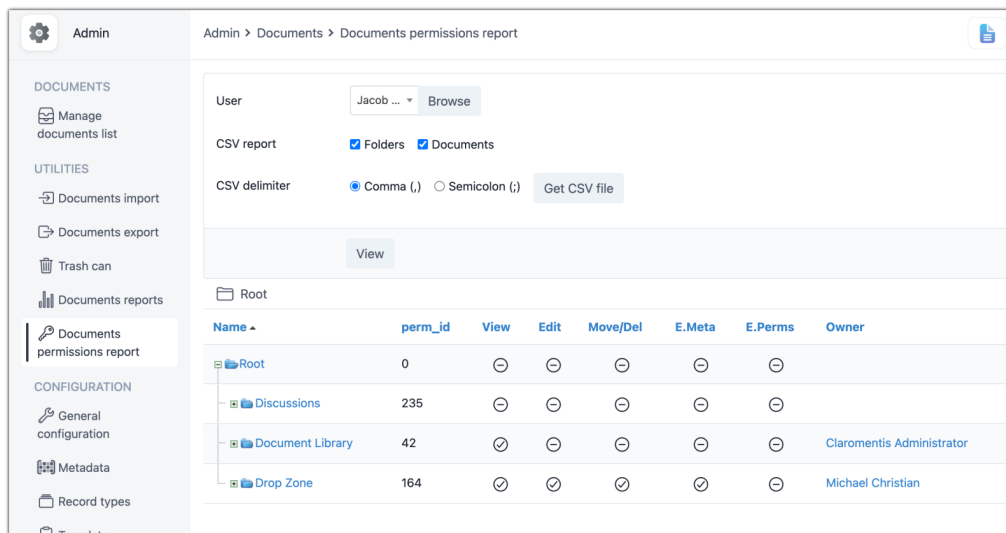 Admin
Admin > Documents > Documents permissions report
DOCUMENTS
Manage
documents list
UTILITIES
Documents import
Documents export
Trash can
Documents reports
Documents
permissions report
CONFIGURATION
General
configuration
Metadata
Record types
User
Jacob ...
Browse
CSV report
Folders
Documents
CSV delimiter
Comma (,)
Semicolon (;)
Get CSV file
View
Root
Name perm_id View Edit Move/Del E.Meta E.Perms Owner
Root 0
Discussions 235
Document Library 42 Claromentis Administrator
Drop Zone 164 Michael Christian